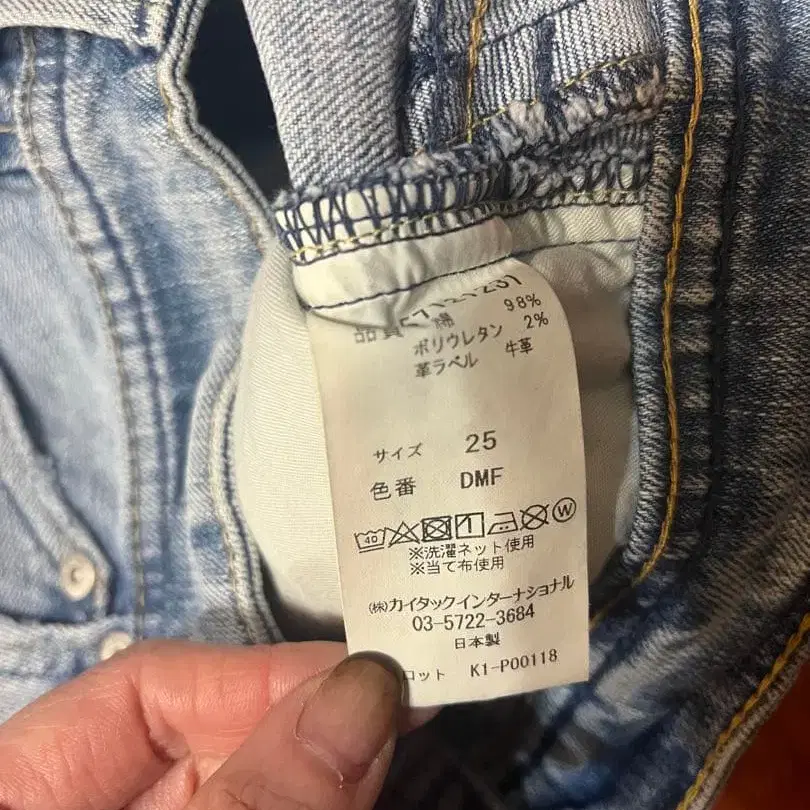 品質 綿 98%
ポリウレタン 2%
革ラベル 牛革
サイズ 25
色番 DMF
40 W
※洗濯ネット使用
※当て布使用
(株)カイタックインターナショナル
03-5722-3684
日本製
ロット K1-P00118